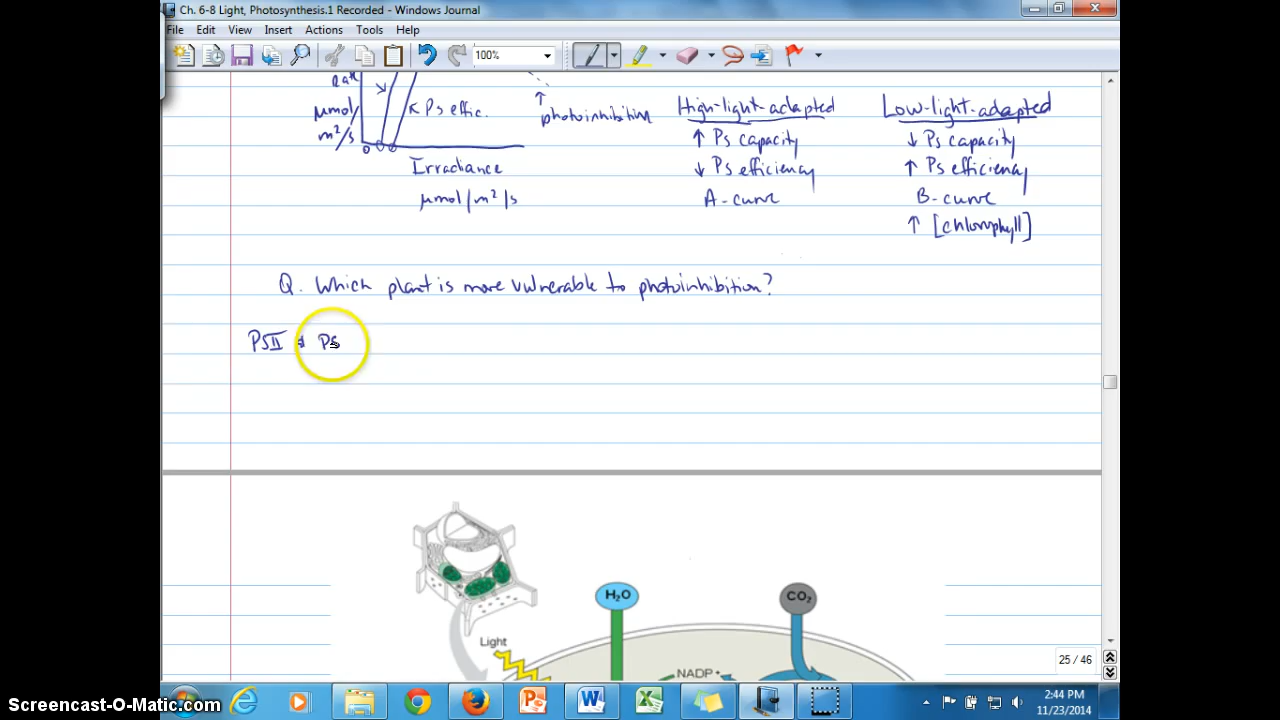 Ch. 6-8 Light, Photosynthesis.1 Recorded - Windows Journal
File Edit View Insert Actions Tools Help
100%
Rate
μmol/
m²/s
0
Ps effic.
Irradiance
μmol/m²/s
photoinhibition
High-light-adapted
↑ Ps capacity
↓ Ps efficiency
A-curve
Low-light-adapted
↓ Ps capacity
↑ Ps efficiency
B-curve
↑ [chlorophyll]
Q. Which plant is more vulnerable to photoinhibition?
PSII & PS
H₂O
CO₂
Light
NADP+
25 / 46
Screencast-O-Matic.com
2:44 PM
11/23/2014